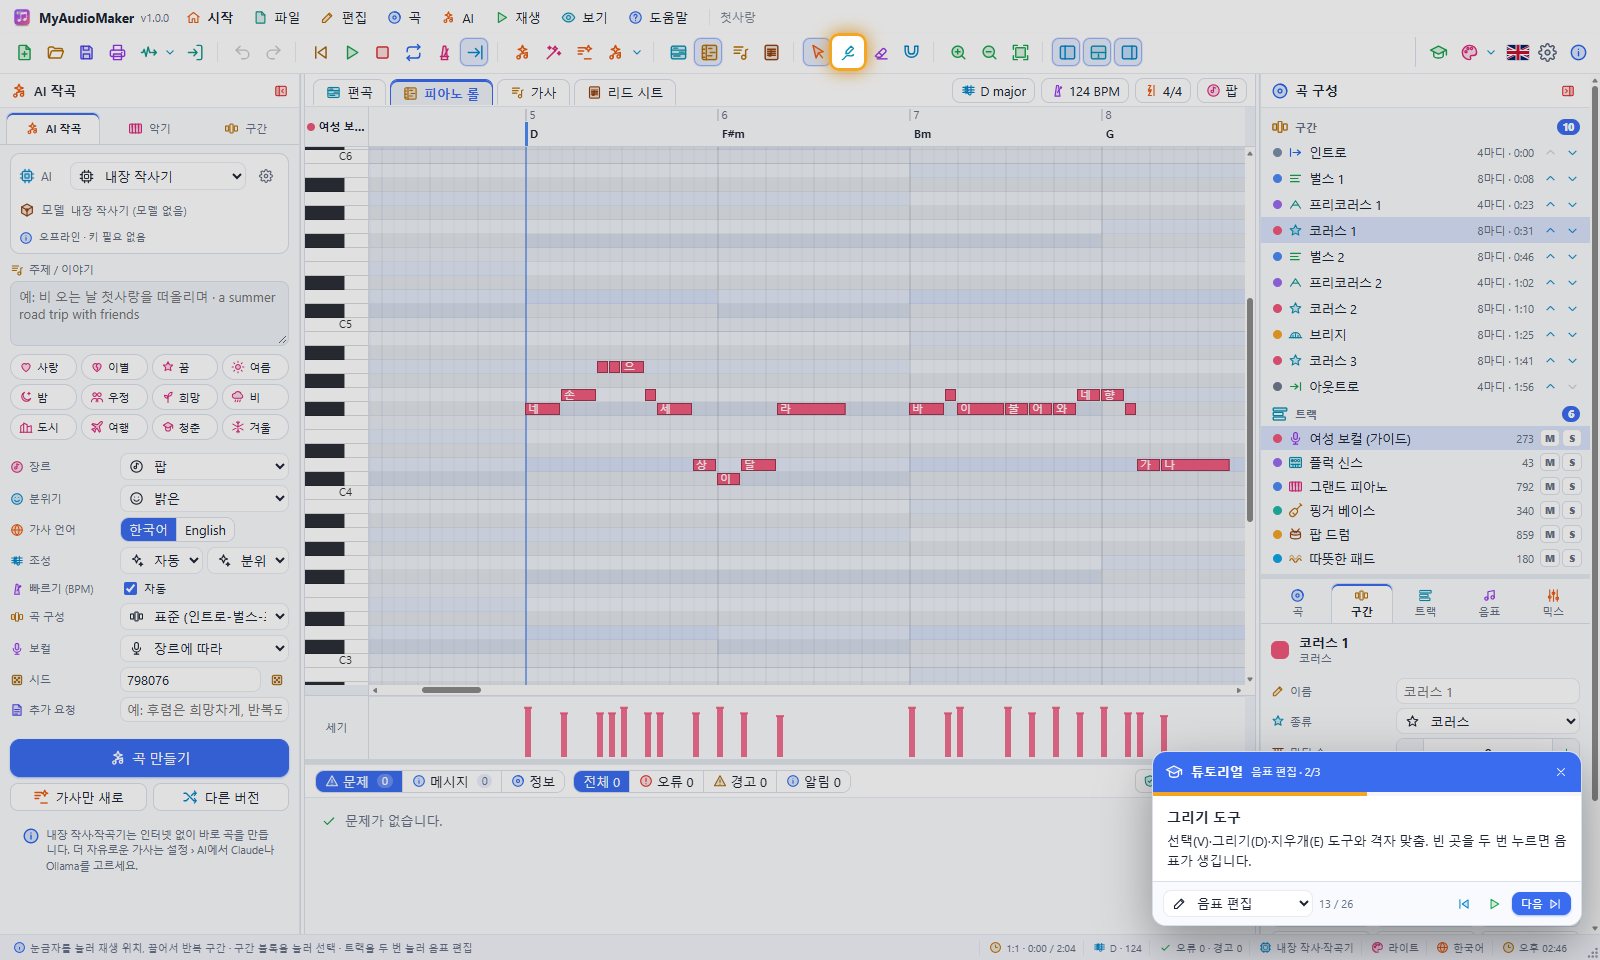 MyAudioMaker v1.0.0 시작 파일 편집 곡 AI 재생 보기 도움말 첫사랑
AI 작곡
AI 작곡 악기 구간
AI 내장 작사기
모델 내장 작사기 (모델 없음)
오프라인 · 키 필요 없음
주제 / 이야기
예: 비 오는 날 첫사랑을 떠올리며 · a summer
road trip with friends
사랑 이별 꿈 여름
밤 우정 희망 비
도시 여행 청춘 겨울
장르 팝
분위기 밝은
가사 언어 한국어 English
조성 자동 분위
빠르기 (BPM) 자동
곡 구성 표준 (인트로-벌스-
보컬 장르에 따라
시드 798076
추가 요청 예: 후렴은 희망차게, 반복되
곡 만들기
가사만 새로 다른 버전
내장 작사·작곡기는 인터넷 없이 바로 곡을 만듭
니다. 더 자유로운 가사는 설정 › AI에서 Claude나
Ollama를 고르세요.
편곡 피아노 롤 가사 리드 시트 D major 124 BPM 4/4 팝
여성 보... 5 6 7 8
D F#m Bm G
C6
C5
으
손 네 향
네 세 라 바 이 불 어 와
상 달 가 나
이
C4
C3
세기
문제 0 메시지 0 정보 전체 0 오류 0 경고 0 알림 0
문제가 없습니다.
곡 구성
구간 10
인트로 4마디 · 0:00
벌스 1 8마디 · 0:08
프리코러스 1 4마디 · 0:23
코러스 1 8마디 · 0:31
벌스 2 8마디 · 0:46
프리코러스 2 4마디 · 1:02
코러스 2 8마디 · 1:10
브리지 8마디 · 1:25
코러스 3 8마디 · 1:41
아웃트로 4마디 · 1:56
트랙 6
여성 보컬 (가이드) 273 M S
플럭 신스 43 M S
그랜드 피아노 792 M S
핑거 베이스 340 M S
팝 드럼 859 M S
따뜻한 패드 180 M S
곡 구간 트랙 음표 믹스
코러스 1
코러스
이름 코러스 1
종류 코러스
튜토리얼 음표 편집 · 2/3
그리기 도구
선택(V)·그리기(D)·지우개(E) 도구와 격자 맞춤. 빈 곳을 두 번 누르면 음
표가 생깁니다.
음표 편집 13 / 26 다음
눈금자를 눌러 재생 위치, 끌어서 반복 구간 · 구간 블록을 눌러 선택 · 트랙을 두 번 눌러 음표 편집 1:1 · 0:00 / 2:04 D · 124 오류 0 · 경고 0 내장 작사·작곡기 라이트 한국어 오후 02:46